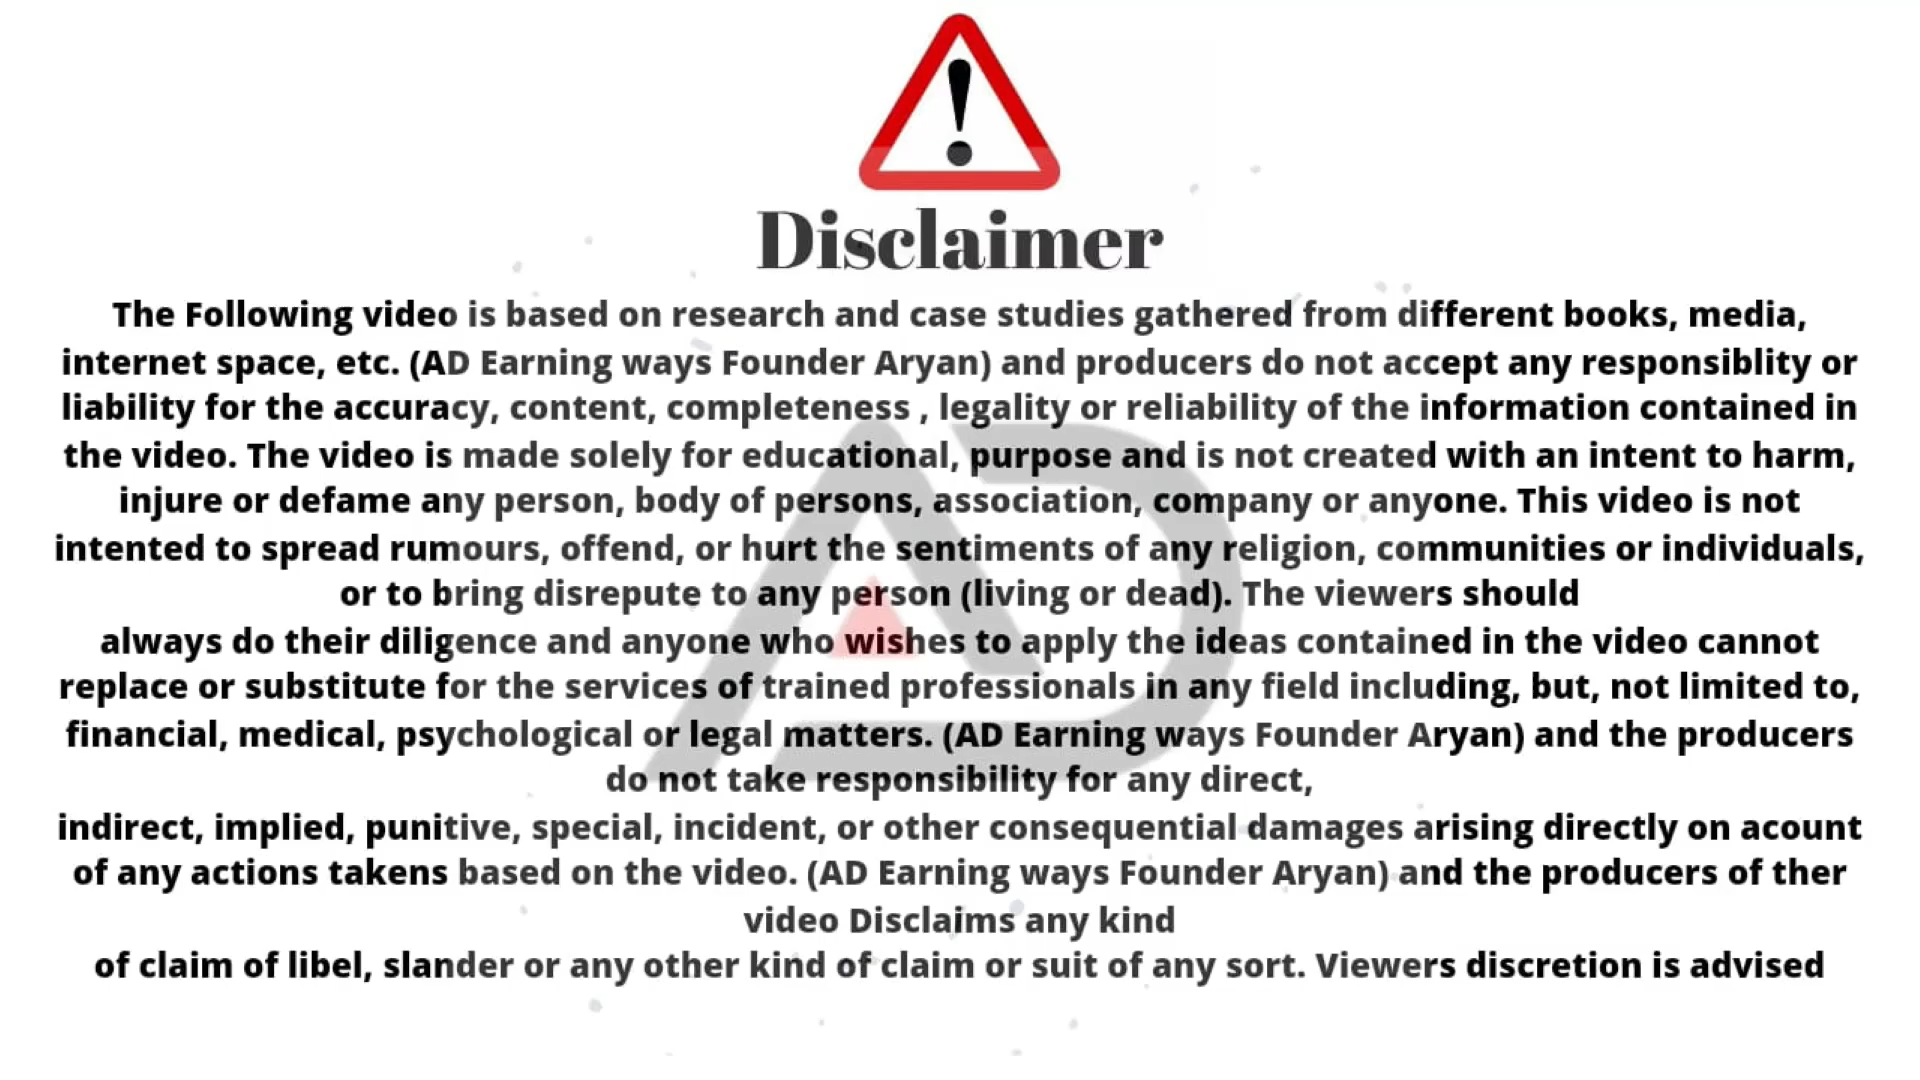 Disclaimer
The Following video is based on research and case studies gathered from different books, media,
internet space, etc. (AD Earning ways Founder Aryan) and producers do not accept any responsiblity or
liability for the accuracy, content, completeness , legality or reliability of the information contained in
the video. The video is made solely for educational, purpose and is not created with an intent to harm,
injure or defame any person, body of persons, association, company or anyone. This video is not
intented to spread rumours, offend, or hurt the sentiments of any religion, communities or individuals,
or to bring disrepute to any person (living or dead). The viewers should
always do their diligence and anyone who wishes to apply the ideas contained in the video cannot
replace or substitute for the services of trained professionals in any field including, but, not limited to,
financial, medical, psychological or legal matters. (AD Earning ways Founder Aryan) and the producers
do not take responsibility for any direct,
indirect, implied, punitive, special, incident, or other consequential damages arising directly on acount
of any actions takens based on the video. (AD Earning ways Founder Aryan) and the producers of ther
video Disclaims any kind
of claim of libel, slander or any other kind of claim or suit of any sort. Viewers discretion is advised
AD